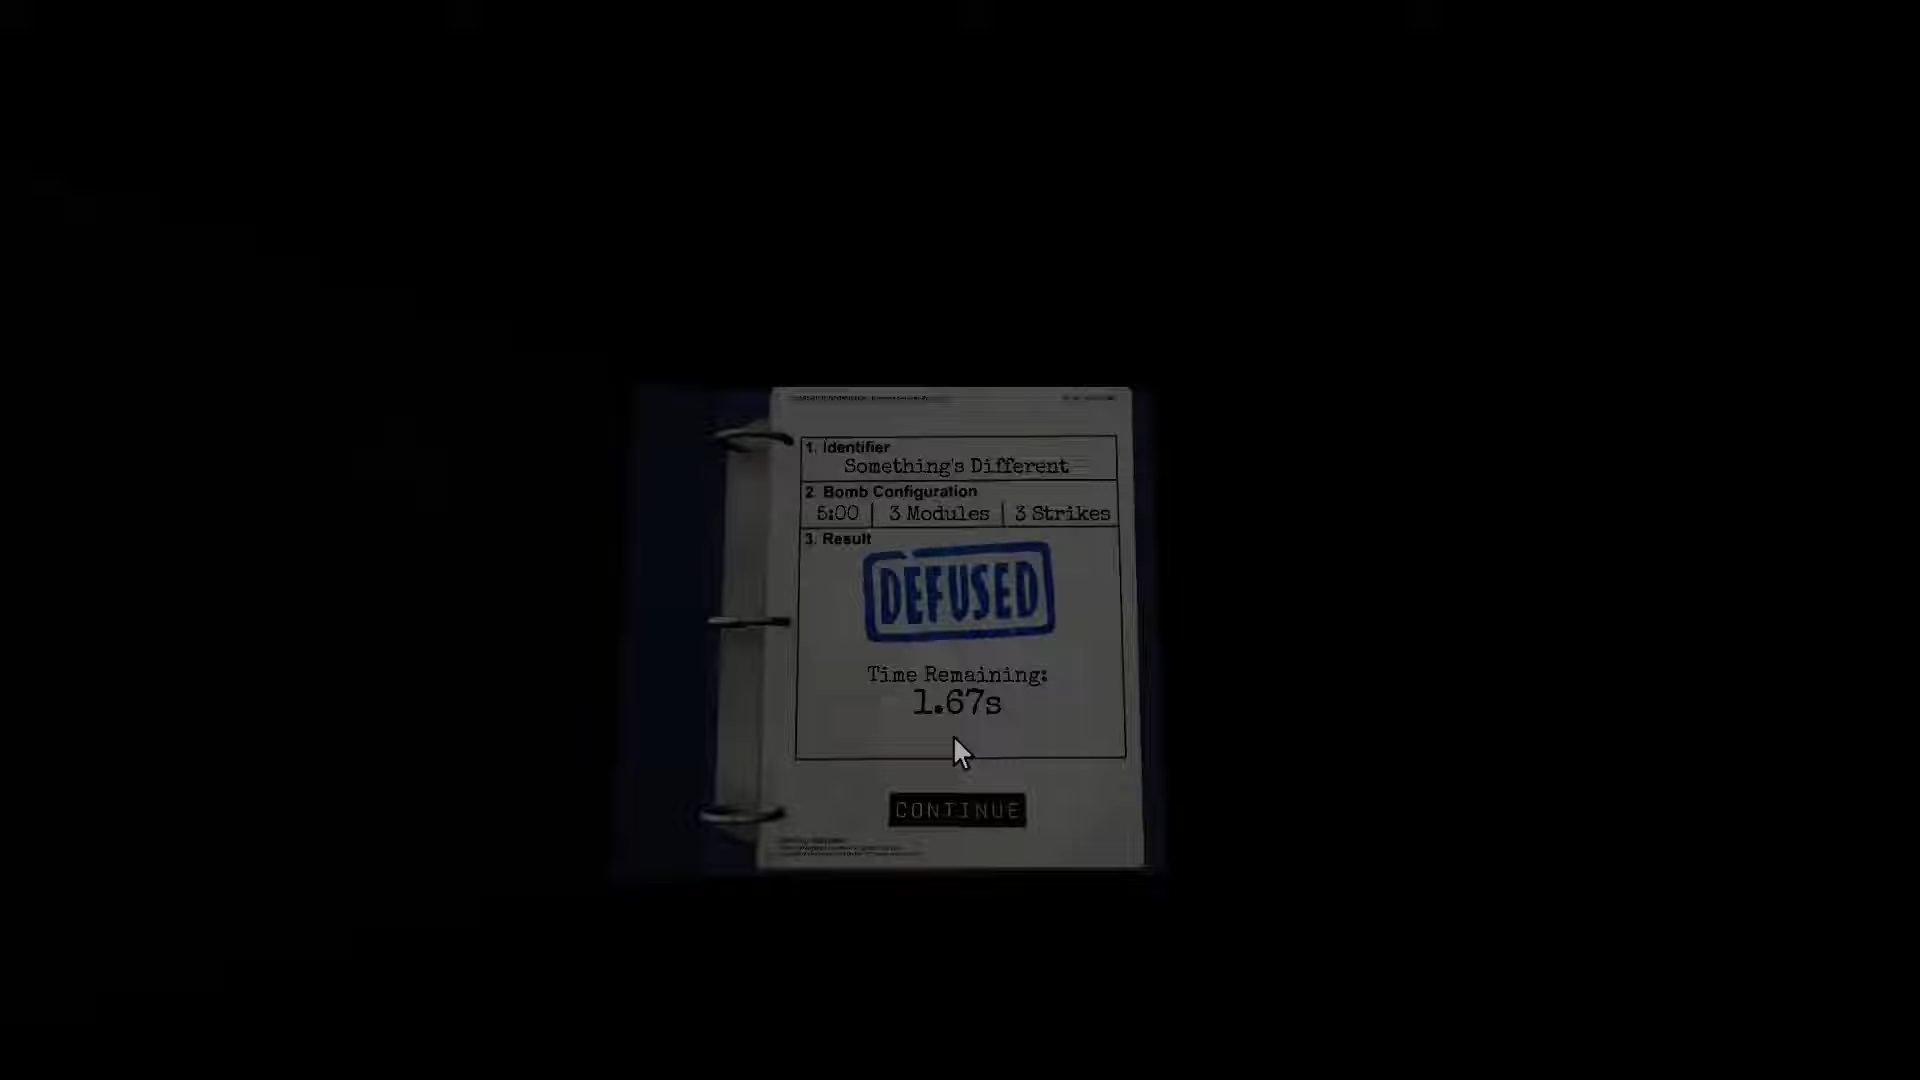 1. Identifier
Something's Different
2. Bomb Configuration
5:00 | 3 Modules | 3 Strikes
3. Result
DEFUSED
Time Remaining:
1.67s
CONTINUE